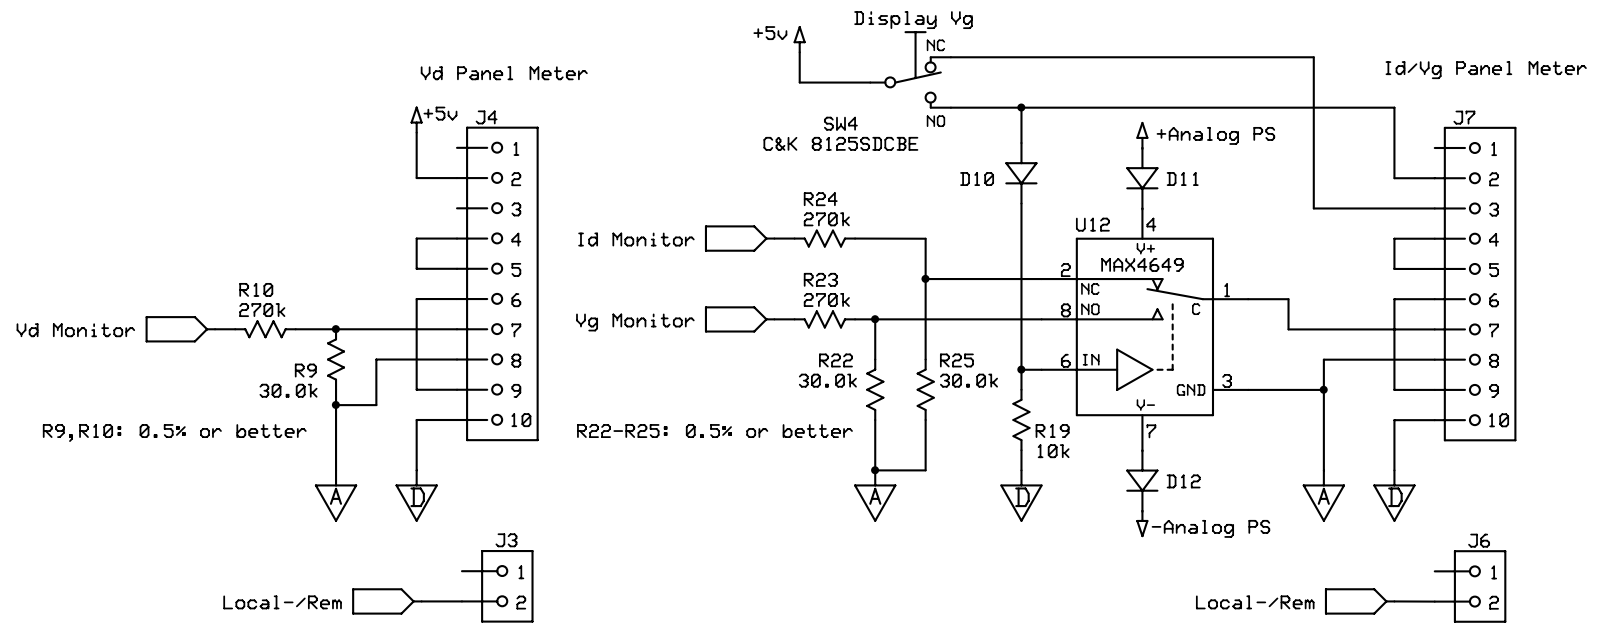 Display Vg
+5v
NC
NO
SW4
C&K 8125SDCBE
Vd Panel Meter
+5v
J4
1
2
3
4
5
6
7
8
9
10
Vd Monitor
R10
270k
R9
30.0k
R9,R10: 0.5% or better
A
D
J3
1
2
Local-/Rem
Id Monitor
R24
270k
Vg Monitor
R23
270k
R22
30.0k
R25
30.0k
R22-R25: 0.5% or better
A
D10
R19
10k
D
+Analog PS
D11
4
U12
V+
MAX4649
2
NC
8
NO
6
IN
1
C
GND
3
V-
7
D12
-Analog PS
Id/Vg Panel Meter
J7
1
2
3
4
5
6
7
8
9
10
A
D
J6
1
2
Local-/Rem